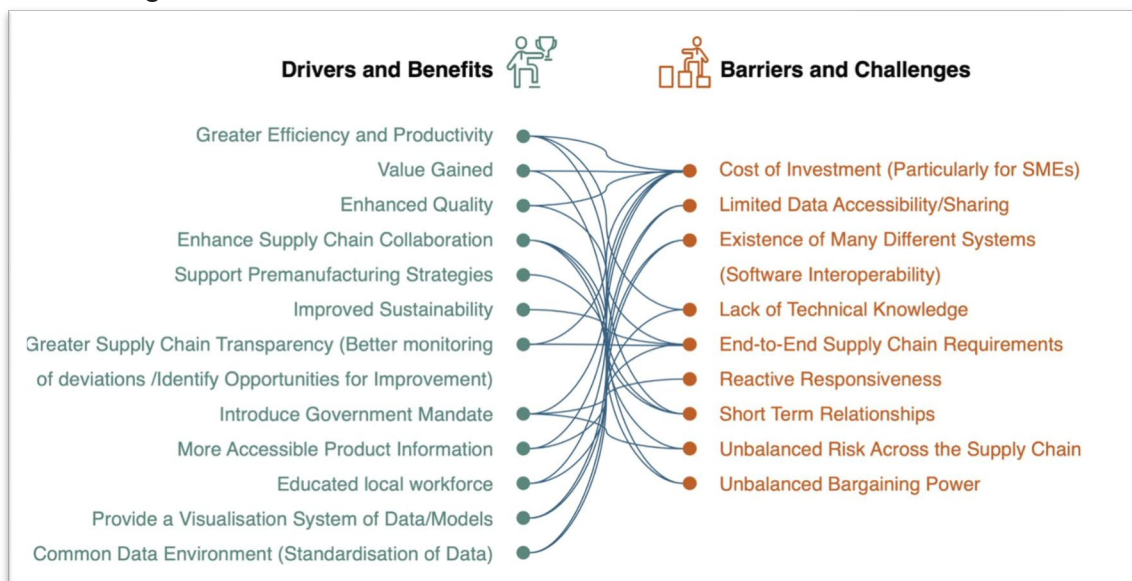 Drivers and Benefits
Greater Efficiency and Productivity
Value Gained
Enhanced Quality
Enhance Supply Chain Collaboration
Support Premanufacturing Strategies
Improved Sustainability
Greater Supply Chain Transparency (Better monitoring
of deviations /Identify Opportunities for Improvement)
Introduce Government Mandate
More Accessible Product Information
Educated local workforce
Provide a Visualisation System of Data/Models
Common Data Environment (Standardisation of Data)
Barriers and Challenges
Cost of Investment (Particularly for SMEs)
Limited Data Accessibility/Sharing
Existence of Many Different Systems
(Software Interoperability)
Lack of Technical Knowledge
End-to-End Supply Chain Requirements
Reactive Responsiveness
Short Term Relationships
Unbalanced Risk Across the Supply Chain
Unbalanced Bargaining Power